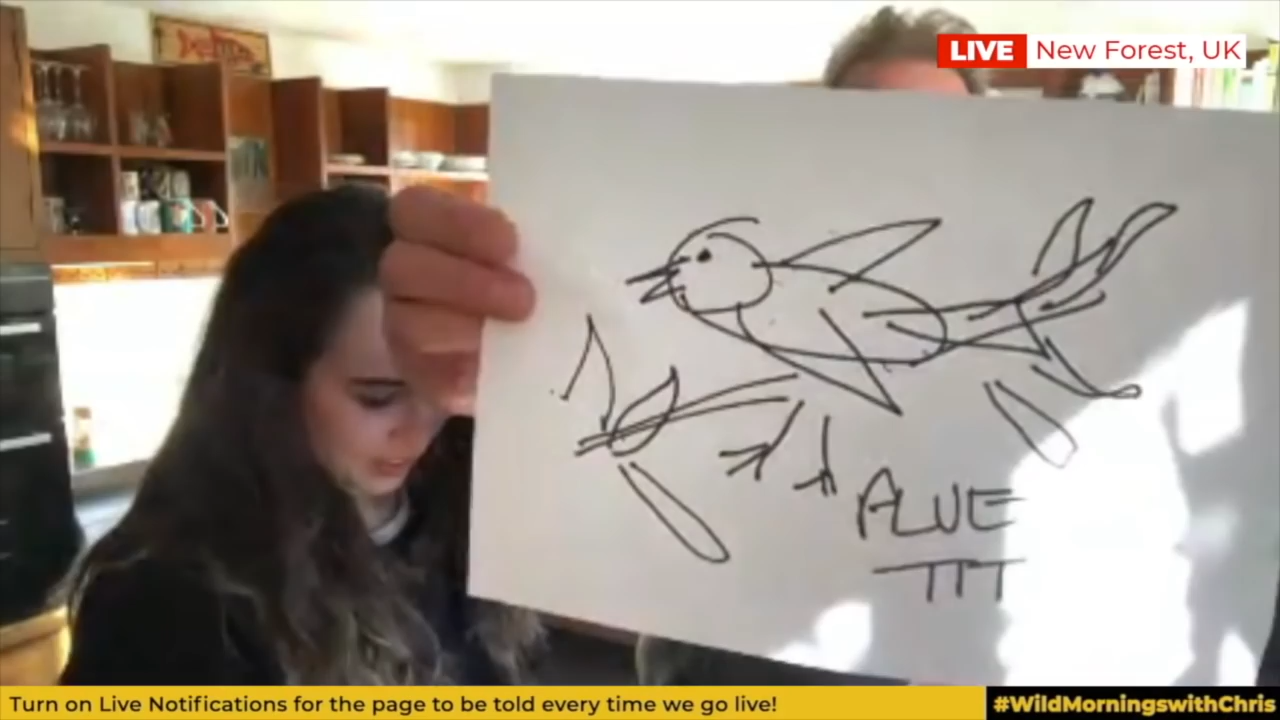 LIVE New Forest, UK
BLUE
TIT
Turn on Live Notifications for the page to be told every time we go live!
#WildMorningswithChris